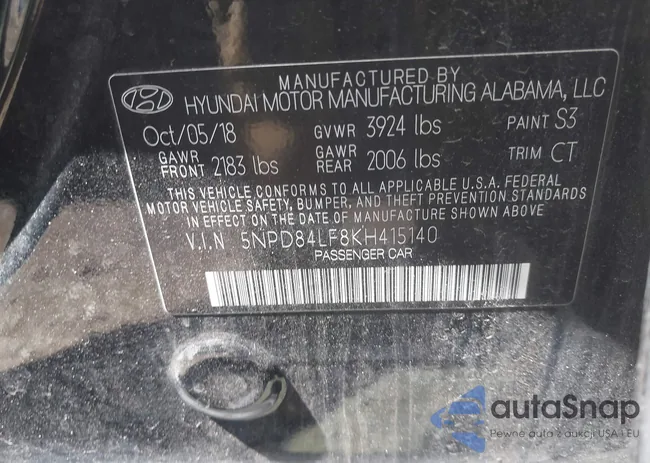 MANUFACTURED BY
HYUNDAI MOTOR MANUFACTURING ALABAMA, LLC
Oct/05/18 GVWR 3924 lbs PAINT S3
GAWR FRONT 2183 lbs GAWR REAR 2006 lbs TRIM CT
THIS VEHICLE CONFORMS TO ALL APPLICABLE U.S.A. FEDERAL
MOTOR VEHICLE SAFETY, BUMPER, AND THEFT PREVENTION STANDARDS
IN EFFECT ON THE DATE OF MANUFACTURE SHOWN ABOVE
V.I.N 5NPD84LF8KH415140
PASSENGER CAR
autaSnap
Pewne auta z aukcji USA i EU